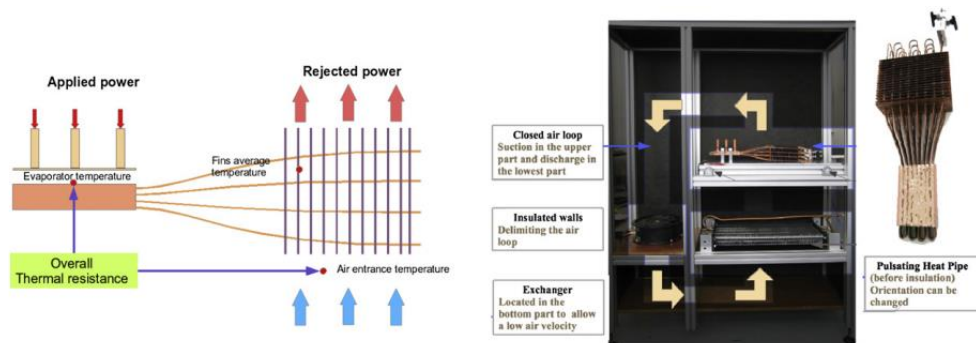 Applied power
Rejected power
Fins average
temperature
Evaporator temperature
Overall
Thermal resistance
Air entrance temperature
Closed air loop
Suction in the upper
part and discharge in
the lowest part
Insulated walls
Delimiting the air
loop
Exchanger
Located in the
bottom part to allow
a low air velocity
Pulsating Heat Pipe
(before insulation)
Orientation can be
changed